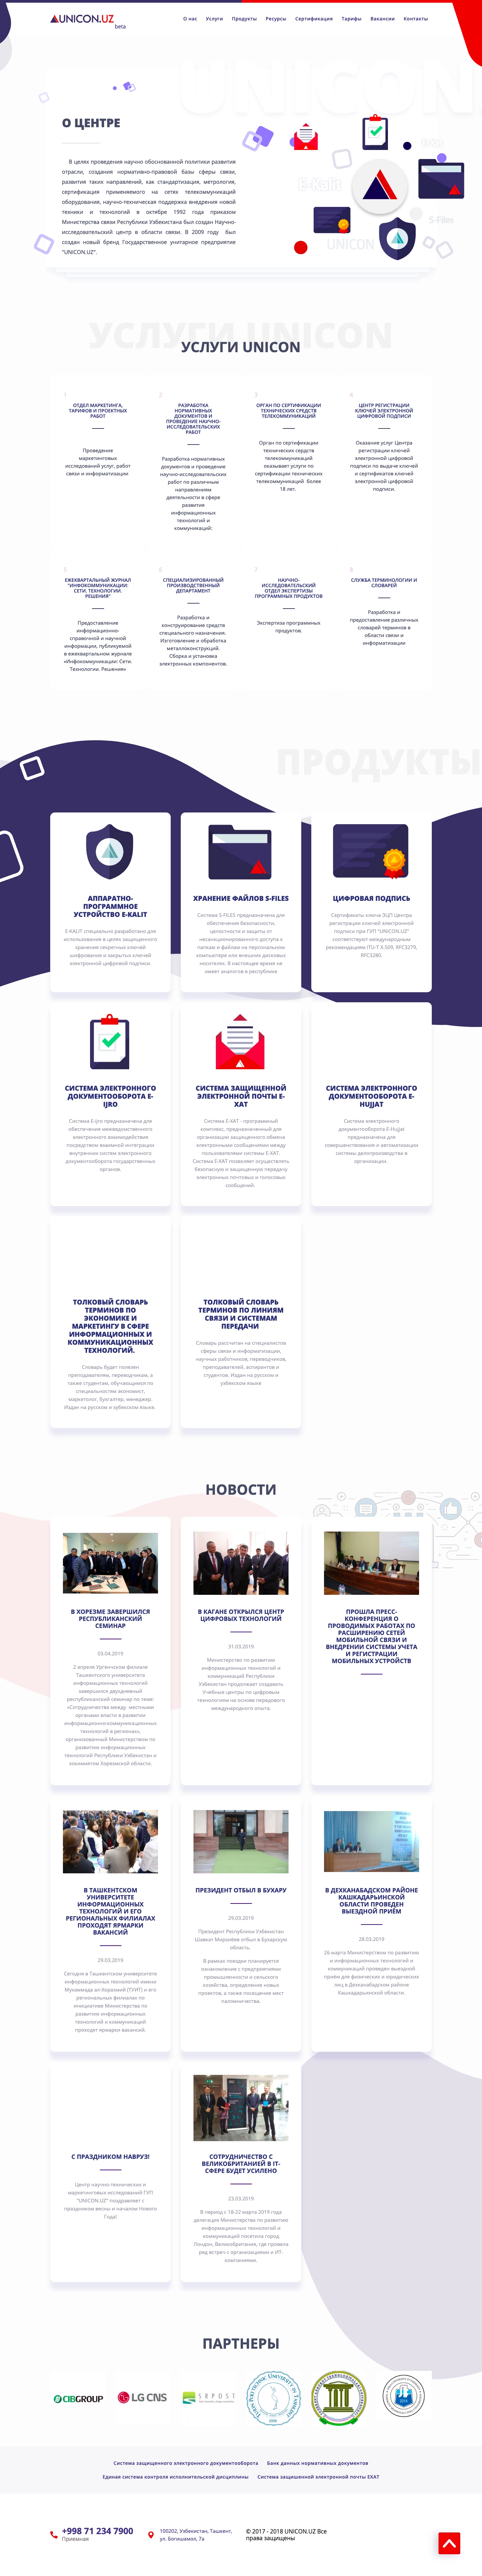 UNICON.UZ
beta
О нас
Услуги
Продукты
Ресурсы
Сертификация
Тарифы
Вакансии
Контакты
UNICON.
О ЦЕНТРЕ
В целях проведения научно обоснованной политики развития
отрасли, создания нормативно-правовой базы сферы связи,
развития таких направлений, как стандартизация, метрология,
сертификация применяемого на сетях телекоммуникаций
оборудования, научно-техническая поддержка внедрения новой
техники и технологий в октябре 1992 года приказом
Министерства связи Республики Узбекистана был создан Научно-
исследовательский центр в области связи. В 2009 году был
создан новый бренд Государственное унитарное предприятие
"UNICON.UZ".
E-Kalit
S-Files
UNICON
УСЛУГИ UNICON
УСЛУГИ UNICON
1
ОТДЕЛ МАРКЕТИНГА,
ТАРИФОВ И ПРОЕКТНЫХ
РАБОТ
Проведение
маркетинговых
исследований услуг, работ
связи и информатизации
2
РАЗРАБОТКА
НОРМАТИВНЫХ
ДОКУМЕНТОВ И
ПРОВЕДЕНИЕ НАУЧНО-
ИССЛЕДОВАТЕЛЬСКИХ
РАБОТ
Разработка нормативных
документов и проведение
научно-исследовательских
работ по различным
направлениям
деятельности в сфере
развития
информационных
технологий и
коммуникаций;
3
ОРГАН ПО СЕРТИФИКАЦИИ
ТЕХНИЧЕСКИХ СРЕДСТВ
ТЕЛЕКОММУНИКАЦИЙ
Орган по сертификации
технических сердств
телекоммуникаций
оказывает услуги по
сертификации технических
телекоммуникаций более
18 лет.
4
ЦЕНТР РЕГИСТРАЦИИ
КЛЮЧЕЙ ЭЛЕКТРОННОЙ
ЦИФРОВОЙ ПОДПИСИ
Оказание услуг Центра
регистрации ключей
электронной цифровой
подписи по выдаче ключей
и сертификатов ключей
электронной цифровой
подписи.
5
ЕЖЕКВАРТАЛЬНЫЙ ЖУРНАЛ
"ИНФОКОММУНИКАЦИИ:
СЕТИ. ТЕХНОЛОГИИ.
РЕШЕНИЯ"
Предоставление
информационно-
справочной и научной
информации, публикуемой
в ежеквартальном журнале
«Инфокоммуникации: Сети.
Технологии. Решения»
6
СПЕЦИАЛИЗИРОВАННЫЙ
ПРОИЗВОДСТВЕННЫЙ
ДЕПАРТАМЕНТ
Разработка и
конструирование средств
специального назначения.
Изготовление и обработка
металлоконструкций.
Сборка и установка
электронных компонентов.
7
НАУЧНО-
ИССЛЕДОВАТЕЛЬСКИЙ
ОТДЕЛ ЭКСПЕРТИЗЫ
ПРОГРАММНЫХ ПРОДУКТОВ
Экспертиза программных
продуктов.
8
СЛУЖБА ТЕРМИНОЛОГИИ И
СЛОВАРЕЙ
Разработка и
предоставление различных
словарей терминов в
области связи и
информатизации
ПРОДУКТЫ
АППАРАТНО-
ПРОГРАММНОЕ
УСТРОЙСТВО E-KALIT
E-KALIT специально разработано для
использования в целях защищенного
хранения секретных ключей
шифрования и закрытых ключей
электронной цифровой подписи.
ХРАНЕНИЕ ФАЙЛОВ S-FILES
Система S-FILES предназначена для
обеспечения безопасности,
целостности и защиты от
несанкционированного доступа к
папкам и файлам на персональном
компьютере или внешних дисковых
носителях. В настоящее время не
имеет аналогов в республике
ЦИФРОВАЯ ПОДПИСЬ
Сертификаты ключа ЭЦП Центра
регистрации ключей электронной
подписи при ГУП "UNICON.UZ"
соответствуют международным
рекомендациям ITU-T X.509, RFC3279,
RFC3280.
СИСТЕМА ЭЛЕКТРОННОГО
ДОКУМЕНТООБОРОТА E-
IJRO
Система E-ijro предназначена для
обеспечения межведомственного
электронного взаимодействия
посредством взаимной интеграции
внутренних систем электронного
документооборота государственных
органов.
СИСТЕМА ЗАЩИЩЕННОЙ
ЭЛЕКТРОННОЙ ПОЧТЫ E-
XAT
Система E-XAT - программный
комплекс, предназначенный для
организации защищенного обмена
электронными сообщениями между
пользователями системы E-XAT.
Система E-XAT позволяет осуществлять
безопасную и защищенную передачу
электронных почтовых и голосовых
сообщений.
СИСТЕМА ЭЛЕКТРОННОГО
ДОКУМЕНТООБОРОТА E-
HUJJAT
Система электронного
документооборота E-Hujjat
предназначена для
совершенствования и автоматизации
системы делопроизводства в
организации.
ТОЛКОВЫЙ СЛОВАРЬ
ТЕРМИНОВ ПО
ЭКОНОМИКЕ И
МАРКЕТИНГУ В СФЕРЕ
ИНФОРМАЦИОННЫХ И
КОММУНИКАЦИОННЫХ
ТЕХНОЛОГИЙ.
Словарь будет полезен
преподавателям, переводчикам, а
также студентам, обучающимся по
специальностям экономист,
маркетолог, бухгалтер, менеджер.
Издан на русском и узбекском языке.
ТОЛКОВЫЙ СЛОВАРЬ
ТЕРМИНОВ ПО ЛИНИЯМ
СВЯЗИ И СИСТЕМАМ
ПЕРЕДАЧИ
Словарь рассчитан на специалистов
сферы связи и информатизации,
научных работников, переводчиков,
преподавателей, аспирантов и
студентов. Издан на русском и
узбекском языке
НОВОСТИ
В ХОРЕЗМЕ ЗАВЕРШИЛСЯ
РЕСПУБЛИКАНСКИЙ
СЕМИНАР
03.04.2019
2 апреля Ургенчском филиале
Ташкентского университета
информационных технологий
завершился двухдневный
республиканский семинар по теме:
«Сотрудничества между местными
органами власти в развитии
информационно-коммуникационных
технологий в регионах»,
организованный Министерством по
развитию информационных
технологий Республики Узбекистан и
хокимиятом Хорезмской области.
В КАГАНЕ ОТКРЫЛСЯ ЦЕНТР
ЦИФРОВЫХ ТЕХНОЛОГИЙ
31.03.2019
Министерство по развитию
информационных технологий и
коммуникаций Республики
Узбекистан продолжает создавать
Учебные центры по цифровым
технологиям на основе передового
международного опыта.
ПРОШЛА ПРЕСС-
КОНФЕРЕНЦИЯ О
ПРОВОДИМЫХ РАБОТАХ ПО
РАСШИРЕНИЮ СЕТЕЙ
МОБИЛЬНОЙ СВЯЗИ И
ВНЕДРЕНИИ СИСТЕМЫ УЧЕТА
И РЕГИСТРАЦИИ
МОБИЛЬНЫХ УСТРОЙСТВ
В ТАШКЕНТСКОМ
УНИВЕРСИТЕТЕ
ИНФОРМАЦИОННЫХ
ТЕХНОЛОГИЙ И ЕГО
РЕГИОНАЛЬНЫХ ФИЛИАЛАХ
ПРОХОДЯТ ЯРМАРКИ
ВАКАНСИЙ
29.03.2019
Сегодня в Ташкентском университете
информационных технологий имени
Мухаммада ал-Хоразмий (ТУИТ) и его
региональных филиалах по
инициативе Министерства по
развитию информационных
технологий и коммуникаций
проходят ярмарки вакансий.
ПРЕЗИДЕНТ ОТБЫЛ В БУХАРУ
29.03.2019
Президент Республики Узбекистан
Шавкат Мирзиёев отбыл в Бухарскую
область.
В рамках поездки планируется
ознакомление с предприятиями
промышленности и сельского
хозяйства, определение новых
проектов, а также посещение мест
паломничества.
В ДЕХКАНАБАДСКОМ РАЙОНЕ
КАШКАДАРЬИНСКОЙ
ОБЛАСТИ ПРОВЕДЕН
ВЫЕЗДНОЙ ПРИЁМ
28.03.2019
26-марта Министерством по развитию
информационных технологий и
коммуникаций проведен выездной
приём для физических и юридических
лиц в Дехканабадском районе
Кашкадарьинской области.
С ПРАЗДНИКОМ НАВРУЗ!
Центр научно-технических и
маркетинговых исследований ГУП
"UNICON.UZ" поздравляет с
праздником весны и началом Нового
Года!
СОТРУДНИЧЕСТВО С
ВЕЛИКОБРИТАНИЕЙ В IT-
СФЕРЕ БУДЕТ УСИЛЕНО
23.03.2019
В период с 18-22 марта 2019 года
делегация Министерства по развитию
информационных технологий и
коммуникаций посетила город
Лондон, Великобритания, где провела
ряд встреч с организациями и ИТ-
компаниями.
ПАРТНЕРЫ
CIBGROUP
LG CNS
SRPOST
Система защищенного электронного документооборота
Банк данных нормативных документов
Единая система контроля исполнительской дисциплины
Система защищенной электронной почты EXAT
+998 71 234 7900
Приемная
100202, Узбекистан, Ташкент,
ул. Богишамол, 7а
© 2017 - 2018 UNICON.UZ Все
права защищены